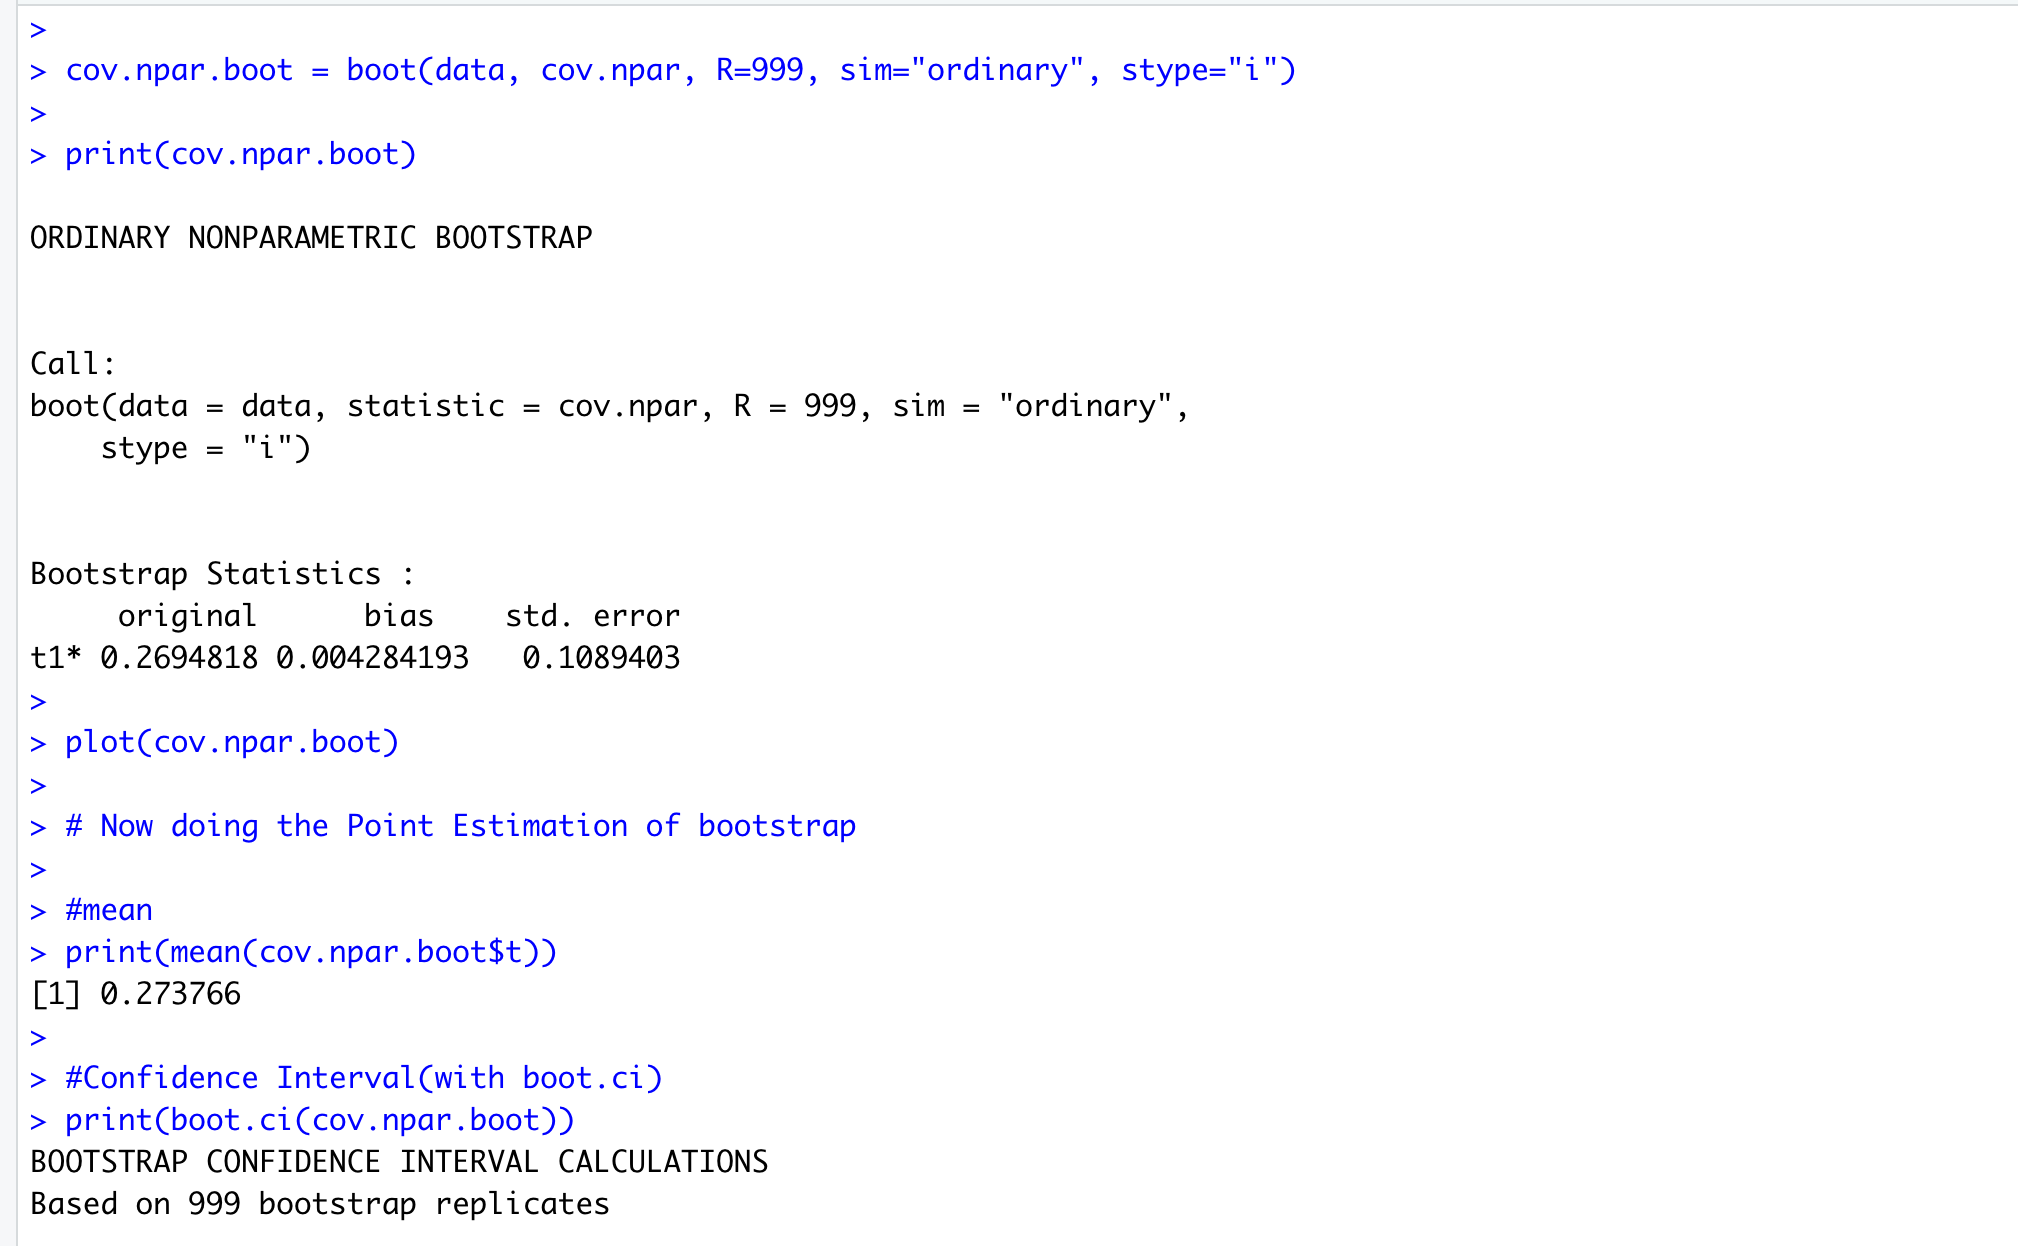 >
> cov.npar.boot = boot(data, cov.npar, R=999, sim="ordinary", stype="i")
>
> print(cov.npar.boot)
ORDINARY NONPARAMETRIC BOOTSTRAP
Call:
boot(data = data, statistic = cov.npar, R = 999, sim = "ordinary",
    stype = "i")
Bootstrap Statistics :
     original      bias    std. error
t1* 0.2694818 0.004284193   0.1089403
>
> plot(cov.npar.boot)
>
> # Now doing the Point Estimation of bootstrap
>
> #mean
> print(mean(cov.npar.boot$t))
[1] 0.273766
>
> #Confidence Interval(with boot.ci)
> print(boot.ci(cov.npar.boot))
BOOTSTRAP CONFIDENCE INTERVAL CALCULATIONS
Based on 999 bootstrap replicates